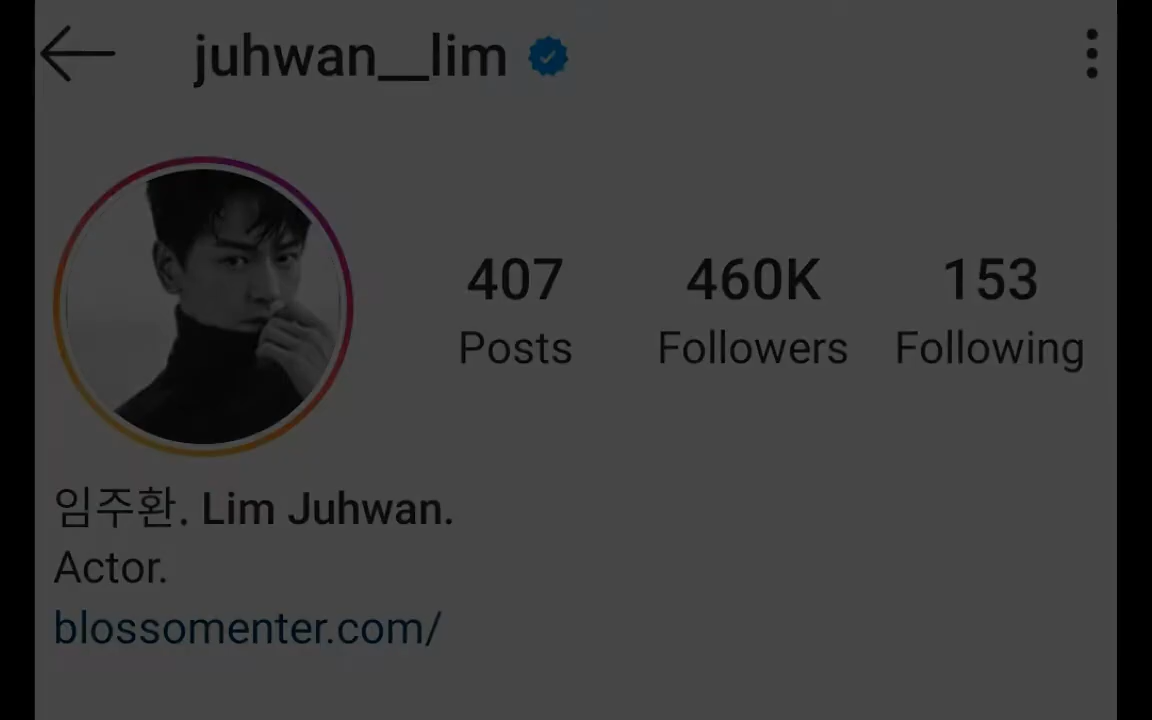 juhwan__lim
407 460K 153
Posts Followers Following
임주환. Lim Juhwan.
Actor.
blossomenter.com/